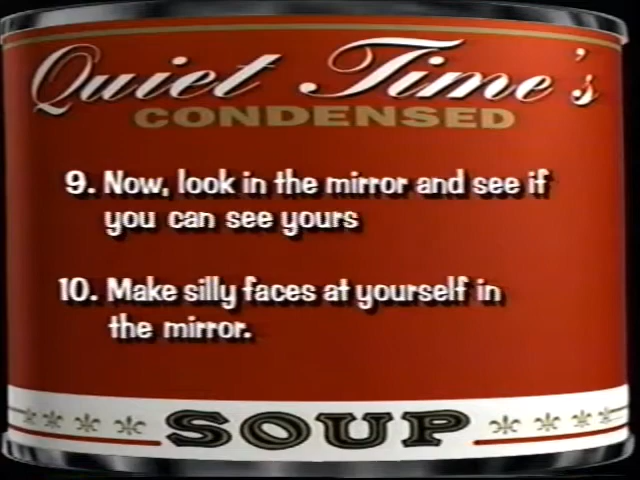 Quiet Time's
CONDENSED
9. Now, look in the mirror and see if
you can see yours
10. Make silly faces at yourself in
the mirror.
SOUP